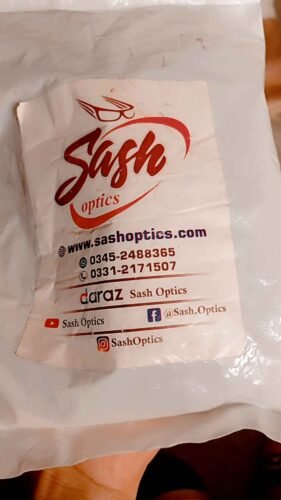 Sash
optics
www.sashoptics.com
0345-2488365
0331-2171507
daraz Sash Optics
Sash Optics @Sash.Optics
SashOptics